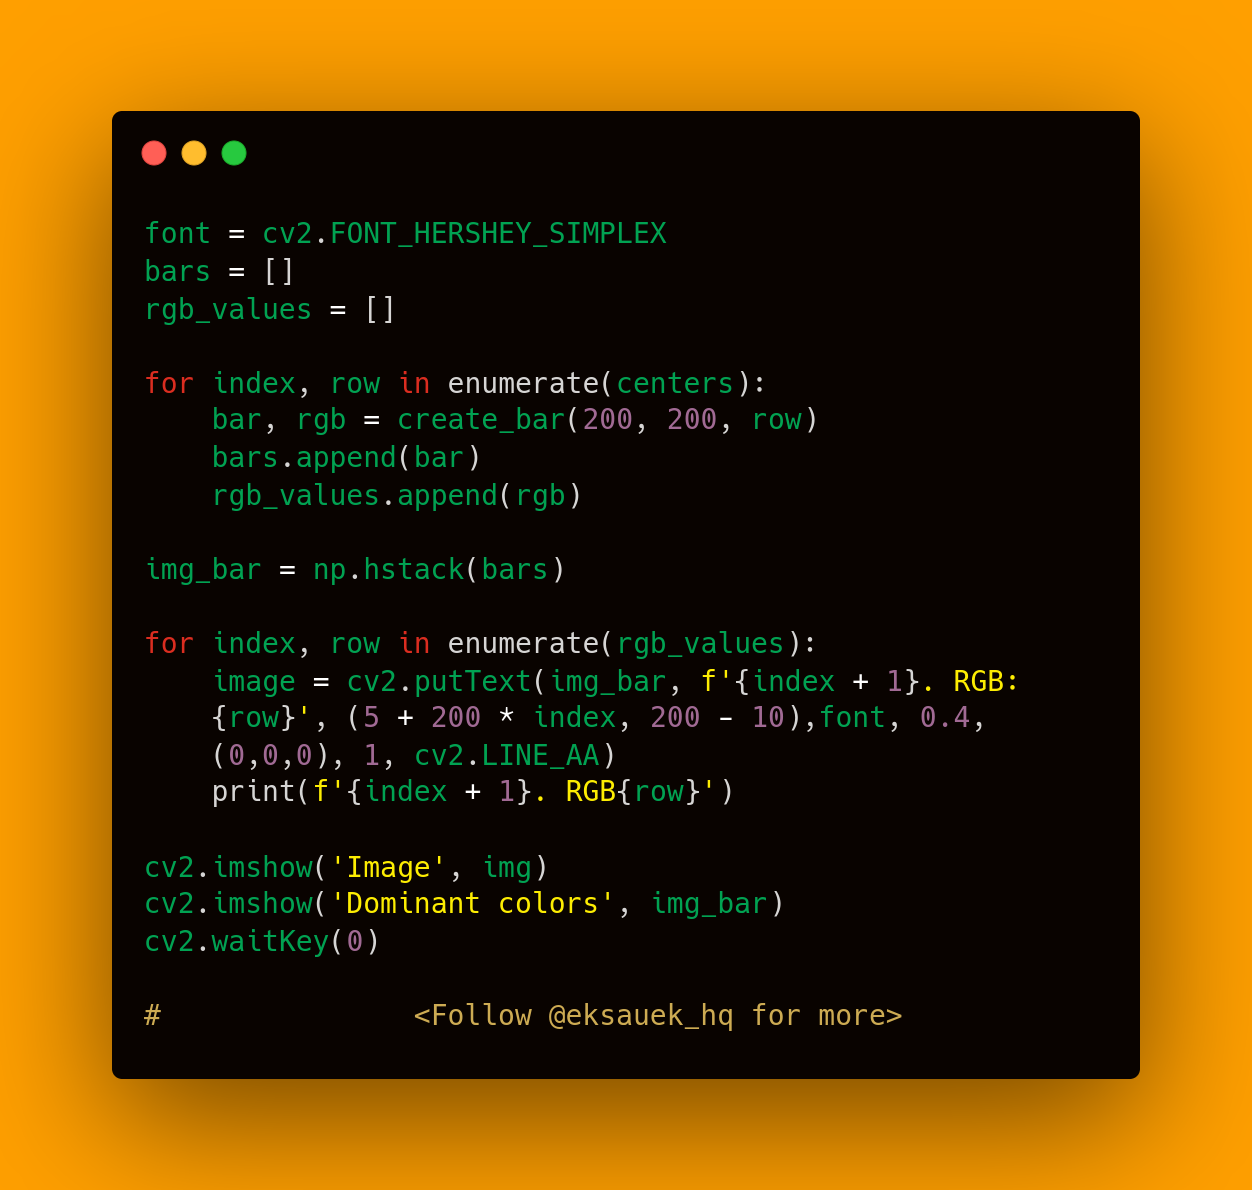 font = cv2.FONT_HERSHEY_SIMPLEX
bars = []
rgb_values = []

for index, row in enumerate(centers):
    bar, rgb = create_bar(200, 200, row)
    bars.append(bar)
    rgb_values.append(rgb)

img_bar = np.hstack(bars)

for index, row in enumerate(rgb_values):
    image = cv2.putText(img_bar, f'{index + 1}. RGB:
    {row}', (5 + 200 * index, 200 - 10),font, 0.4,
    (0,0,0), 1, cv2.LINE_AA)
    print(f'{index + 1}. RGB{row}')

cv2.imshow('Image', img)
cv2.imshow('Dominant colors', img_bar)
cv2.waitKey(0)

#               <Follow @eksauek_hq for more>